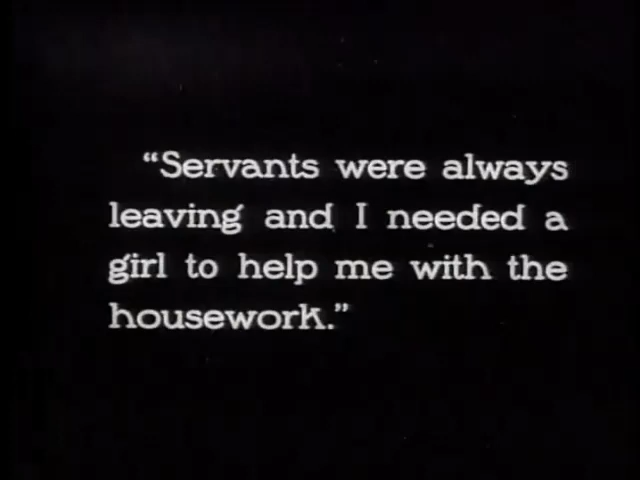 “Servants were always
leaving and I needed a
girl to help me with the
housework.”